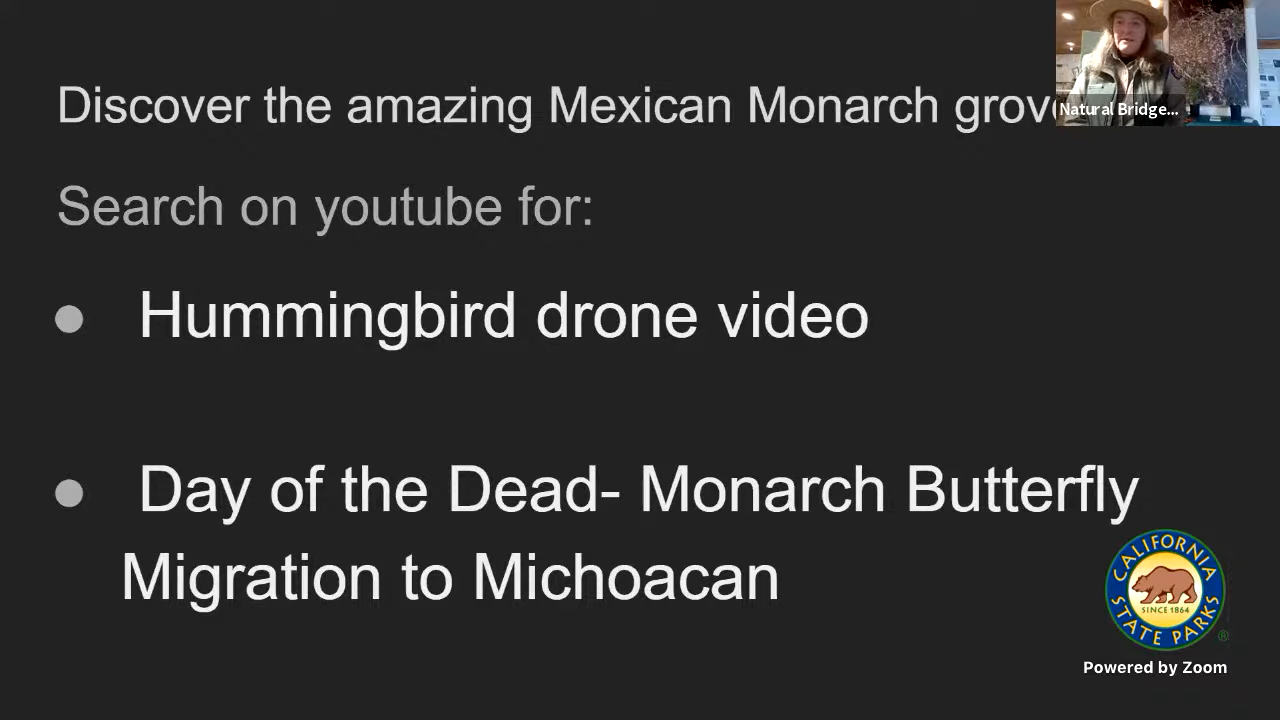 Discover the amazing Mexican Monarch grov
Natural Bridge...
Search on youtube for:
● Hummingbird drone video
● Day of the Dead- Monarch Butterfly
Migration to Michoacan
CALIFORNIA
SINCE 1864
STATE PARKS
®
Powered by Zoom